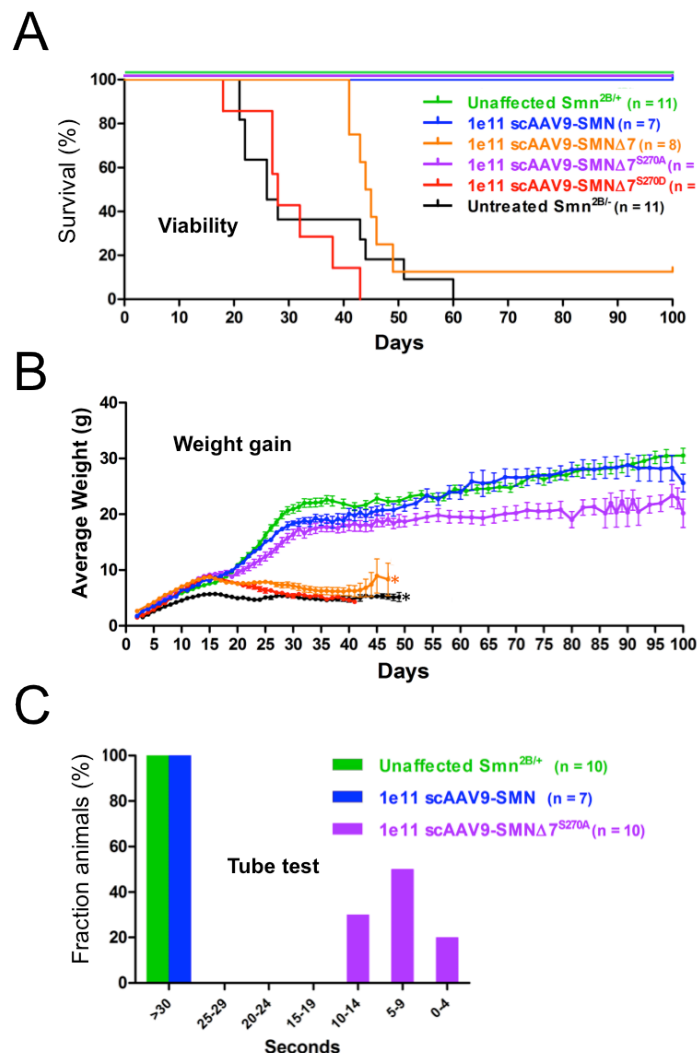 A
Survival (%)
100
80
60
40
20
0
Unaffected Smn2B/+ (n = 11)
1e11 scAAV9-SMN (n = 7)
1e11 scAAV9-SMNΔ7 (n = 8)
1e11 scAAV9-SMNΔ7S270A (n =
1e11 scAAV9-SMNΔ7S270D (n =
Untreated Smn2B/- (n = 11)
Viability
0 10 20 30 40 50 60 70 80 90 100
Days
B
Average Weight (g)
40
30
20
10
0
Weight gain
*
*
0 5 10 15 20 25 30 35 40 45 50 55 60 65 70 75 80 85 90 95 100
Days
C
Fraction animals (%)
100
80
60
40
20
0
Unaffected Smn2B/+ (n = 10)
1e11 scAAV9-SMN (n = 7)
1e11 scAAV9-SMNΔ7S270A (n = 10)
Tube test
>30 25-29 20-24 15-19 10-14 5-9 0-4
Seconds